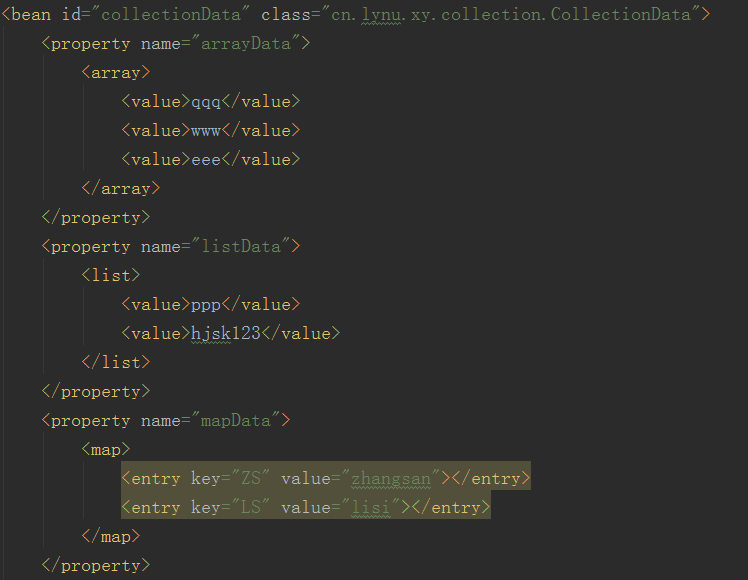 <bean id="collectionData" class="cn.lynu.xy.collection.CollectionData">
    <property name="arrayData">
        <array>
            <value>qqq</value>
            <value>www</value>
            <value>eee</value>
        </array>
    </property>
    <property name="listData">
        <list>
            <value>ppp</value>
            <value>hjsk123</value>
        </list>
    </property>
    <property name="mapData">
        <map>
            <entry key="ZS" value="zhangsan"></entry>
            <entry key="LS" value="lisi"></entry>
        </map>
    </property>